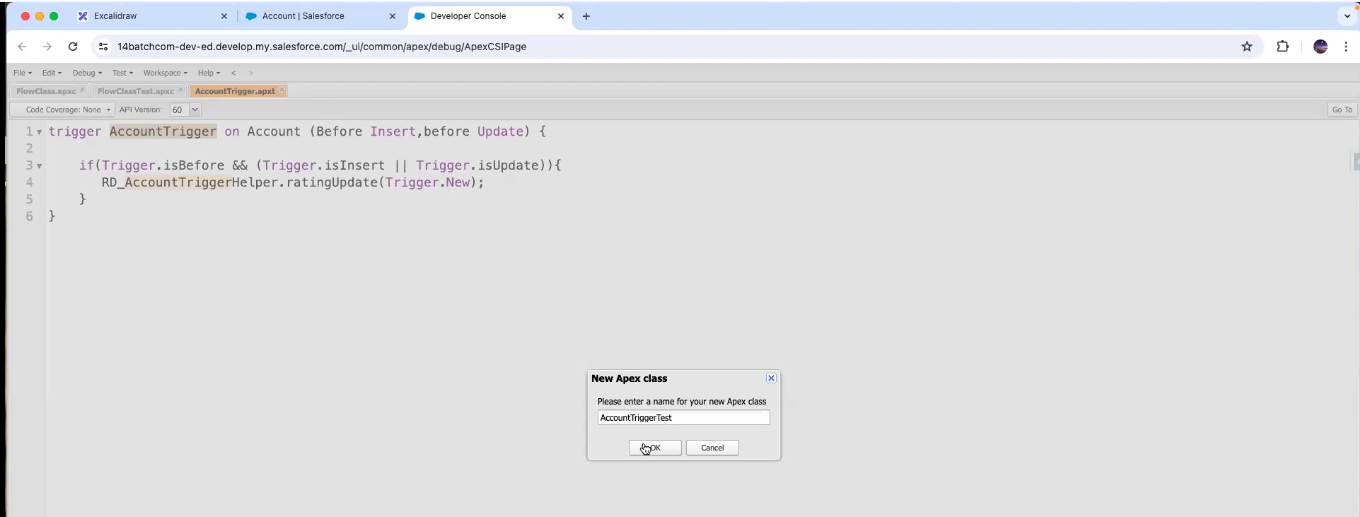 Excalidraw
Account | Salesforce
Developer Console
14batchcom-dev-ed.develop.my.salesforce.com/_ui/common/apex/debug/ApexCSIPage
File Edit Debug Test Workspace Help < >
FlowClass.apxc FlowClassTest.apxc AccountTrigger.apxt
Code Coverage: None API Version: 60 Go To
1 trigger AccountTrigger on Account (Before Insert,before Update) {
2
3 if(Trigger.isBefore && (Trigger.isInsert || Trigger.isUpdate)){
4 RD_AccountTriggerHelper.ratingUpdate(Trigger.New);
5 }
6 }
New Apex class
Please enter a name for your new Apex class
AccountTriggerTest
OK Cancel